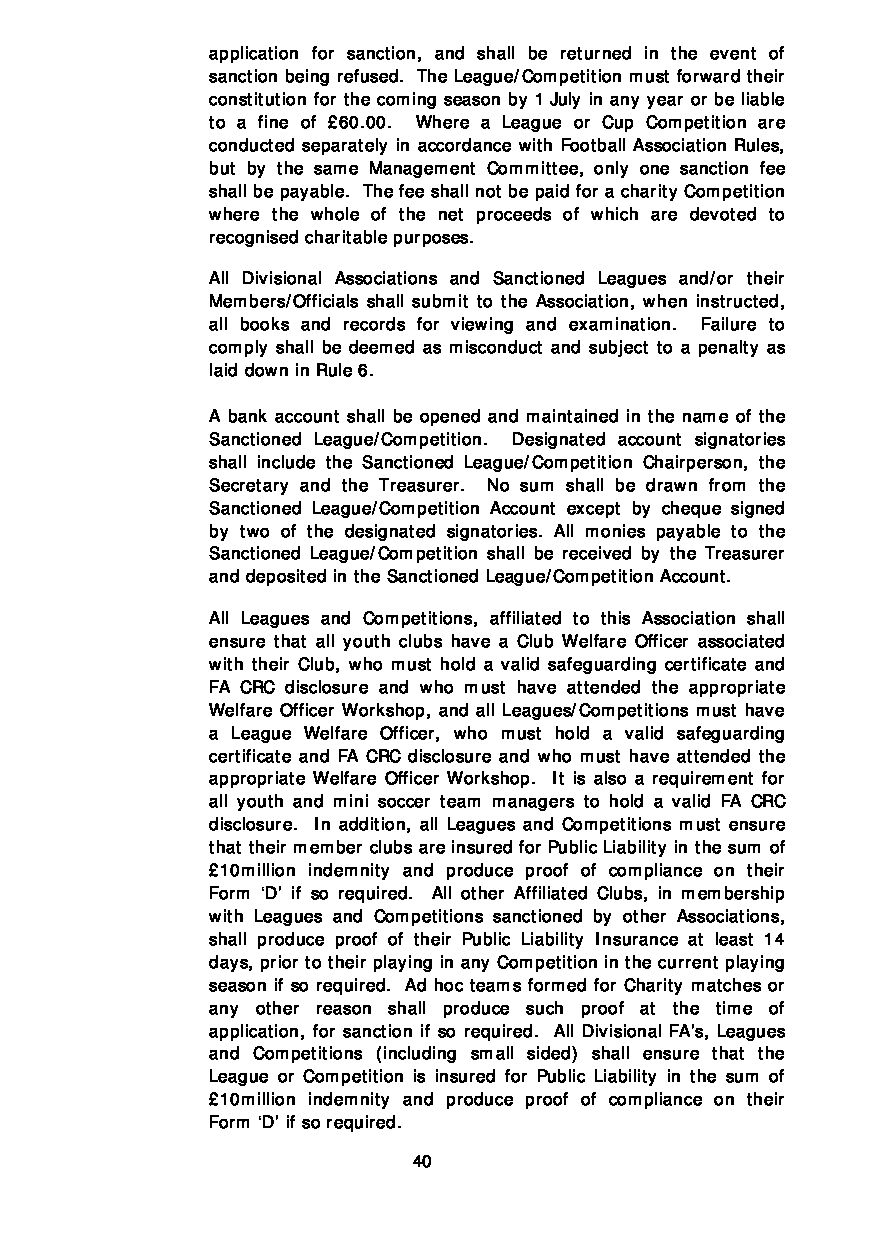 application for sanction, and shall be returned in the event of
sanction being refused. The League/Competition must forward their
constitution for the coming season by 1 July in any year or be liable
to a fine of £60.00. Where a League or Cup Competition are
conducted separately in accordance with Football Association Rules,
but by the same Management Committee, only one sanction fee
shall be payable. The fee shall not be paid for a charity Competition
where the whole of the net proceeds of which are devoted to
recognised charitable purposes.
All Divisional Associations and Sanctioned Leagues and/or their
Members/Officials shall submit to the Association, when instructed,
all books and records for viewing and examination. Failure to
comply shall be deemed as misconduct and subject to a penalty as
laid down in Rule 6.
A bank account shall be opened and maintained in the name of the
Sanctioned League/Competition. Designated account signatories
shall include the Sanctioned League/Competition Chairperson, the
Secretary and the Treasurer. No sum shall be drawn from the
Sanctioned League/Competition Account except by cheque signed
by two of the designated signatories. All monies payable to the
Sanctioned League/Competition shall be received by the Treasurer
and deposited in the Sanctioned League/Competition Account.
All Leagues and Competitions, affiliated to this Association shall
ensure that all youth clubs have a Club Welfare Officer associated
with their Club, who must hold a valid safeguarding certificate and
FA CRC disclosure and who must have attended the appropriate
Welfare Officer Workshop, and all Leagues/Competitions must have
a League Welfare Officer, who must hold a valid safeguarding
certificate and FA CRC disclosure and who must have attended the
appropriate Welfare Officer Workshop. It is also a requirement for
all youth and mini soccer team managers to hold a valid FA CRC
disclosure. In addition, all Leagues and Competitions must ensure
that their member clubs are insured for Public Liability in the sum of
£10million indemnity and produce proof of compliance on their
Form ‘D’ if so required. All other Affiliated Clubs, in membership
with Leagues and Competitions sanctioned by other Associations,
shall produce proof of their Public Liability Insurance at least 14
days, prior to their playing in any Competition in the current playing
season if so required. Ad hoc teams formed for Charity matches or
any other reason shall produce such proof at the time of
application, for sanction if so required. All Divisional FA's, Leagues
and Competitions (including small sided) shall ensure that the
League or Competition is insured for Public Liability in the sum of
£10million indemnity and produce proof of compliance on their
Form ‘D’ if so required.
40